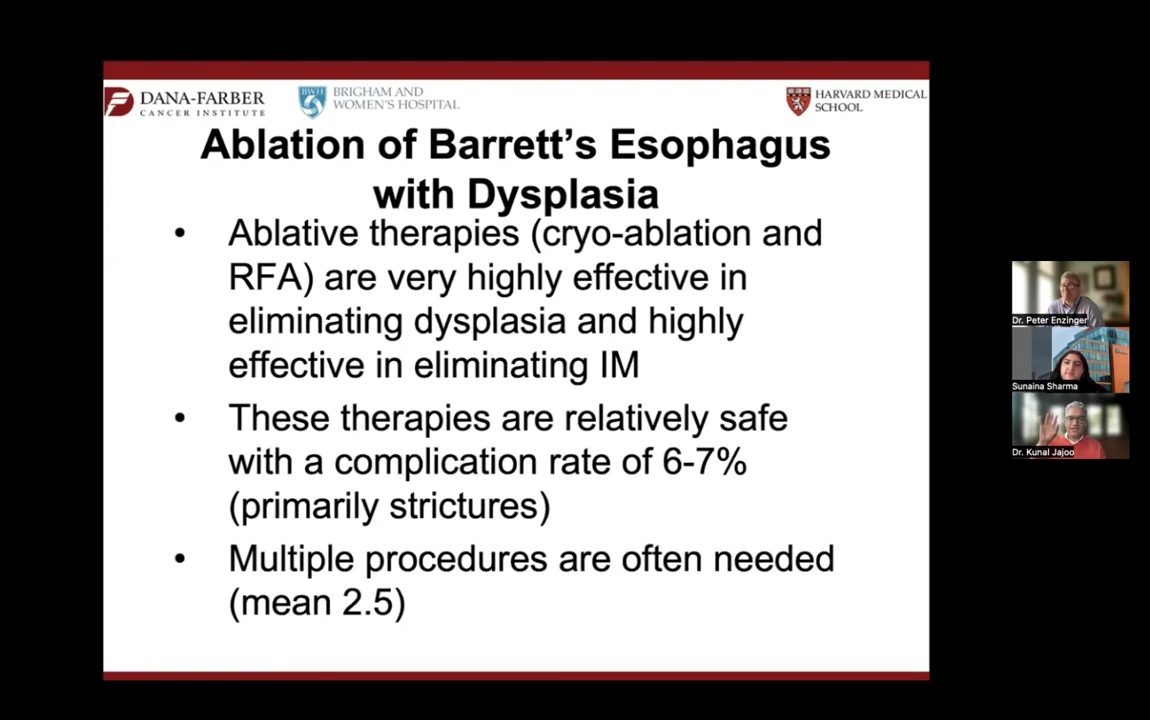 DANA-FARBER
CANCER INSTITUTE
BWH
BRIGHAM AND
WOMEN'S HOSPITAL
HARVARD MEDICAL
SCHOOL
Ablation of Barrett's Esophagus
with Dysplasia
• Ablative therapies (cryo-ablation and
RFA) are very highly effective in
eliminating dysplasia and highly
effective in eliminating IM
• These therapies are relatively safe
with a complication rate of 6-7%
(primarily strictures)
• Multiple procedures are often needed
(mean 2.5)
Dr. Peter Enzinger
Sunaina Sharma
Dr. Kunal Jajoo